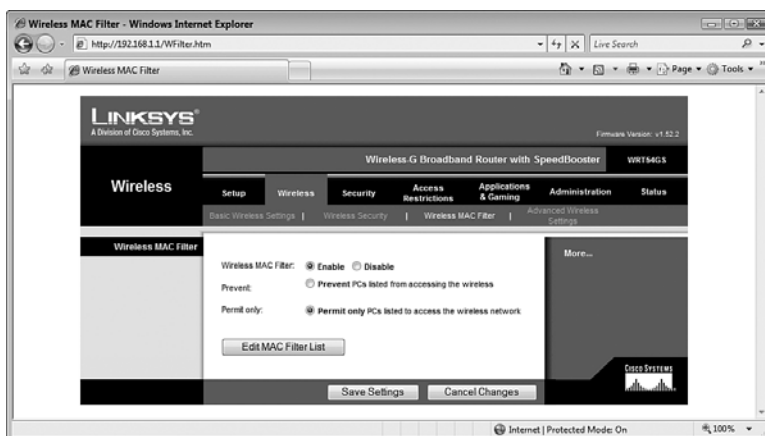 Wireless MAC Filter - Windows Internet Explorer
http://192.168.1.1/WFilter.htm
Live Search
Wireless MAC Filter
Page
Tools
LINKSYS®
A Division of Cisco Systems, Inc.
Firmware Version: v1.52.2
Wireless-G Broadband Router with SpeedBooster WRT54GS
Wireless
Setup Wireless Security Access Restrictions Applications & Gaming Administration Status
Basic Wireless Settings | Wireless Security | Wireless MAC Filter | Advanced Wireless Settings
Wireless MAC Filter
More...
Wireless MAC Filter: Enable Disable
Prevent: Prevent PCs listed from accessing the wireless
Permit only: Permit only PCs listed to access the wireless network
Edit MAC Filter List
CISCO SYSTEMS
Save Settings Cancel Changes
Internet | Protected Mode: On 100%